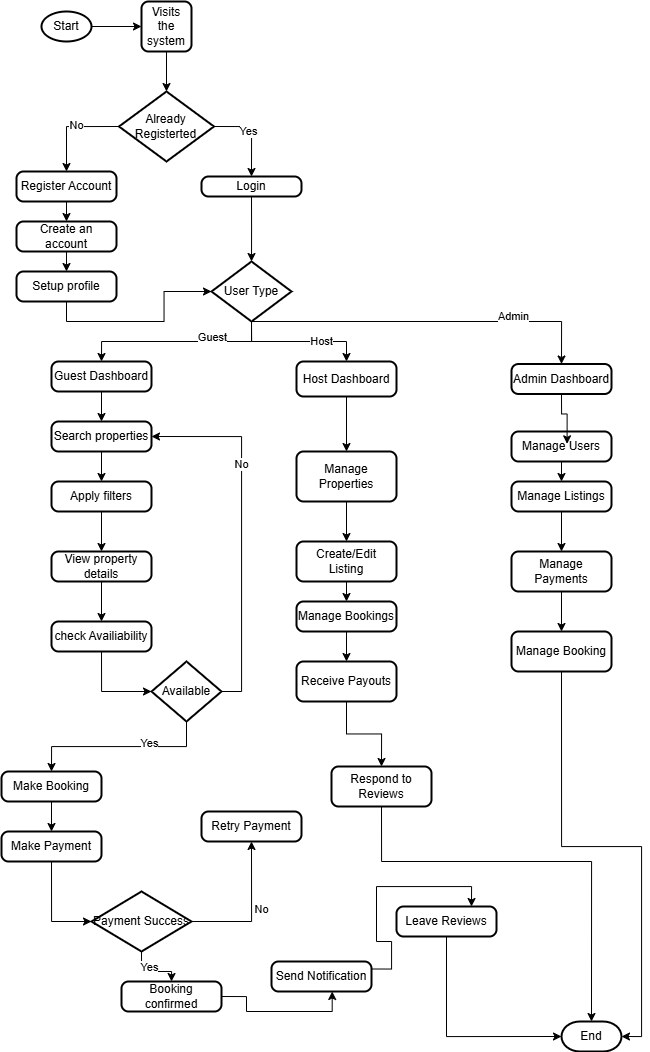 Start
Visits
the
system
Already
Registerted
No
Yes
Register Account
Login
Create an
account
Setup profile
User Type
Admin
Guest
Host
Guest Dashboard
Host Dashboard
Admin Dashboard
Search properties
Manage Users
No
Manage
Properties
Apply filters
Manage Listings
View property
details
Create/Edit
Listing
Manage
Payments
check Availiability
Manage Bookings
Manage Booking
Available
Receive Payouts
Yes
Make Booking
Respond to
Reviews
Make Payment
Retry Payment
Payment Success
No
Leave Reviews
Yes
Send Notification
Booking
confirmed
End